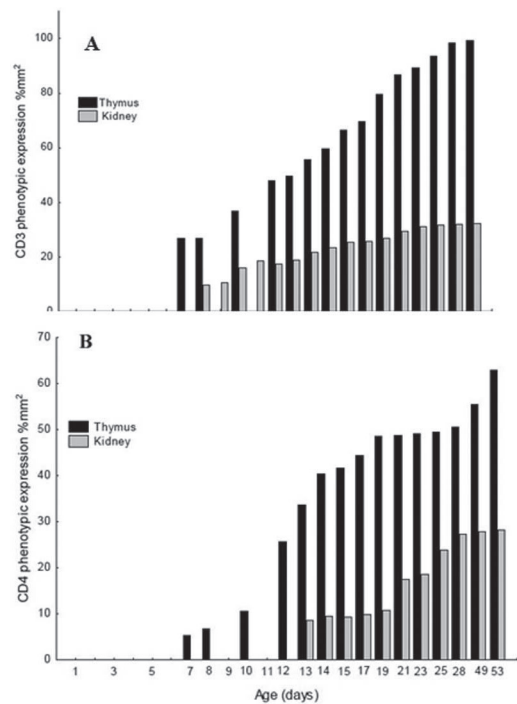 A
Thymus
Kidney
CD3 phenotypic expression %mm²
100
80
60
40
20
0
B
Thymus
Kidney
CD4 phenotypic expression %mm²
70
60
50
40
30
20
10
0
1 3 5 7 8 9 10 11 12 13 14 15 17 19 21 23 25 28 49 53
Age (days)